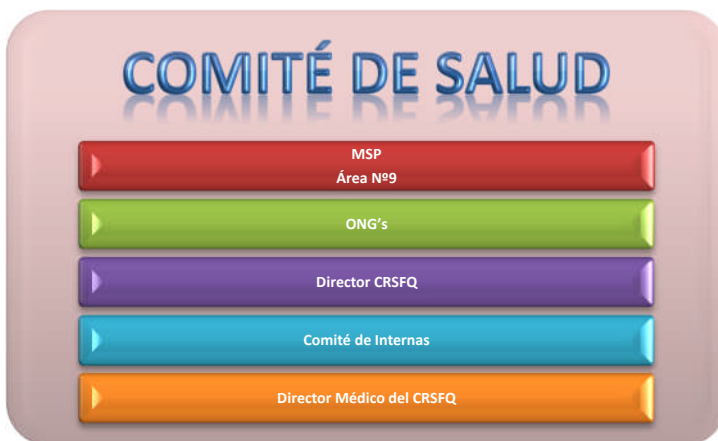 COMITÉ DE SALUD
MSP
Área Nº9
ONG's
Director CRSFQ
Comité de Internas
Director Médico del CRSFQ